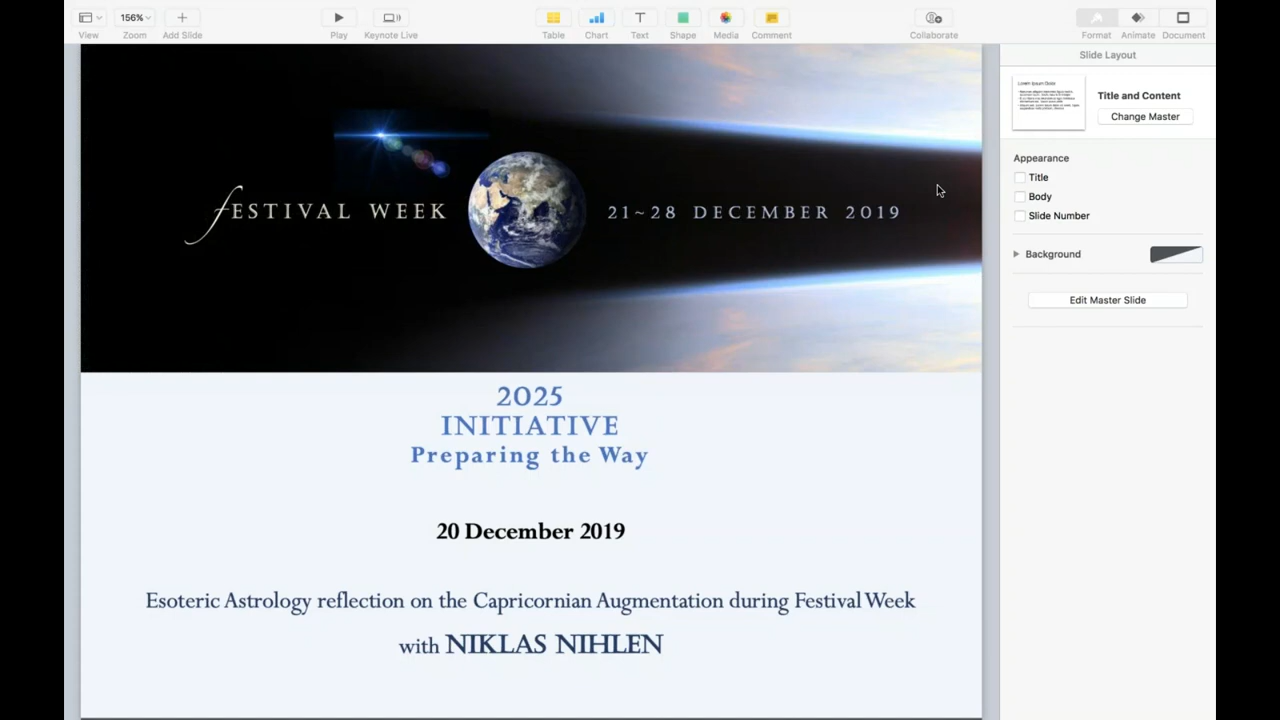 156%
View
Zoom
Add Slide
Play
Keynote Live
Table
Chart
Text
Shape
Media
Comment
Collaborate
Format
Animate
Document
Slide Layout
Title and Content
Change Master
Appearance
Title
Body
Slide Number
Background
Edit Master Slide
FESTIVAL WEEK
21~28 DECEMBER 2019
2025
INITIATIVE
Preparing the Way
20 December 2019
Esoteric Astrology reflection on the Capricornian Augmentation during Festival Week
with NIKLAS NIHLEN